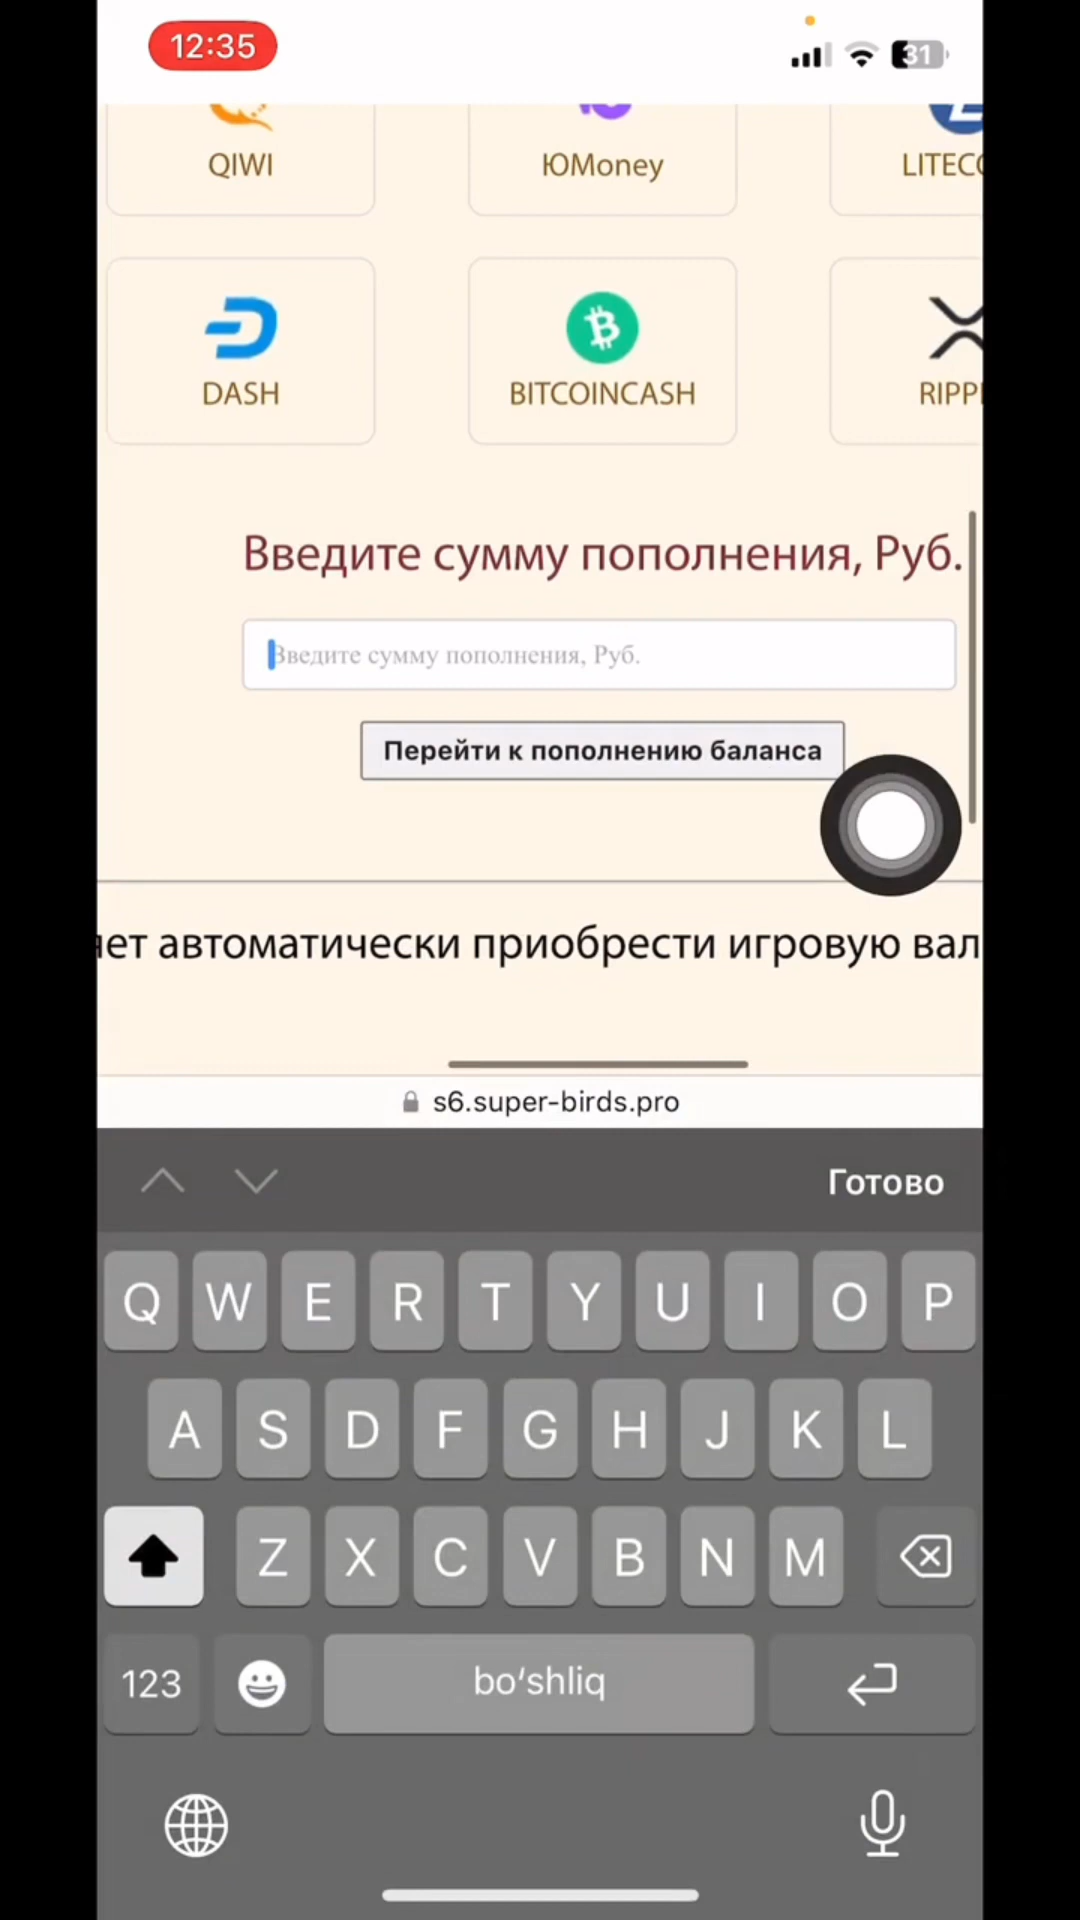 12:35
31
QIWI
ЮMoney
LITEC
DASH
BITCOINCASH
RIPP
Введите сумму пополнения, Руб.
Введите сумму пополнения, Руб.
Перейти к пополнению баланса
ет автоматически приобрести игровую вал
s6.super-birds.pro
Готово
Q W E R T Y U I O P
A S D F G H J K L
Z X C V B N M
123
bo‘shliq